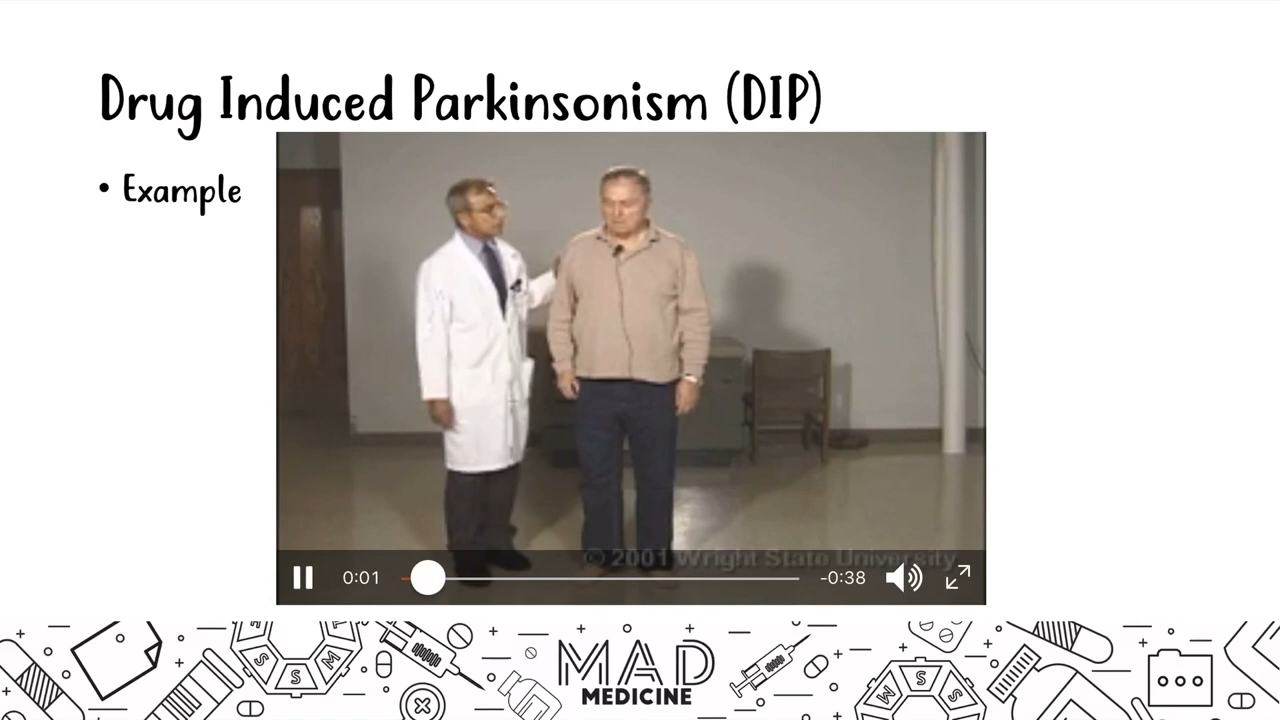 Drug Induced Parkinsonism (DIP)
• Example
© 2001 Wright State University
0:01
-0:38
MAD
MEDICINE